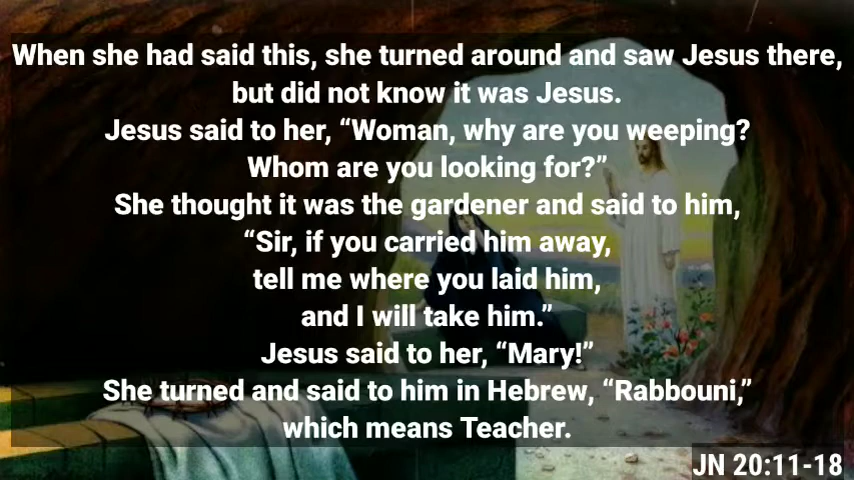 When she had said this, she turned around and saw Jesus there,
but did not know it was Jesus.
Jesus said to her, “Woman, why are you weeping?
Whom are you looking for?”
She thought it was the gardener and said to him,
“Sir, if you carried him away,
tell me where you laid him,
and I will take him.”
Jesus said to her, “Mary!”
She turned and said to him in Hebrew, “Rabbouni,”
which means Teacher.
JN 20:11-18